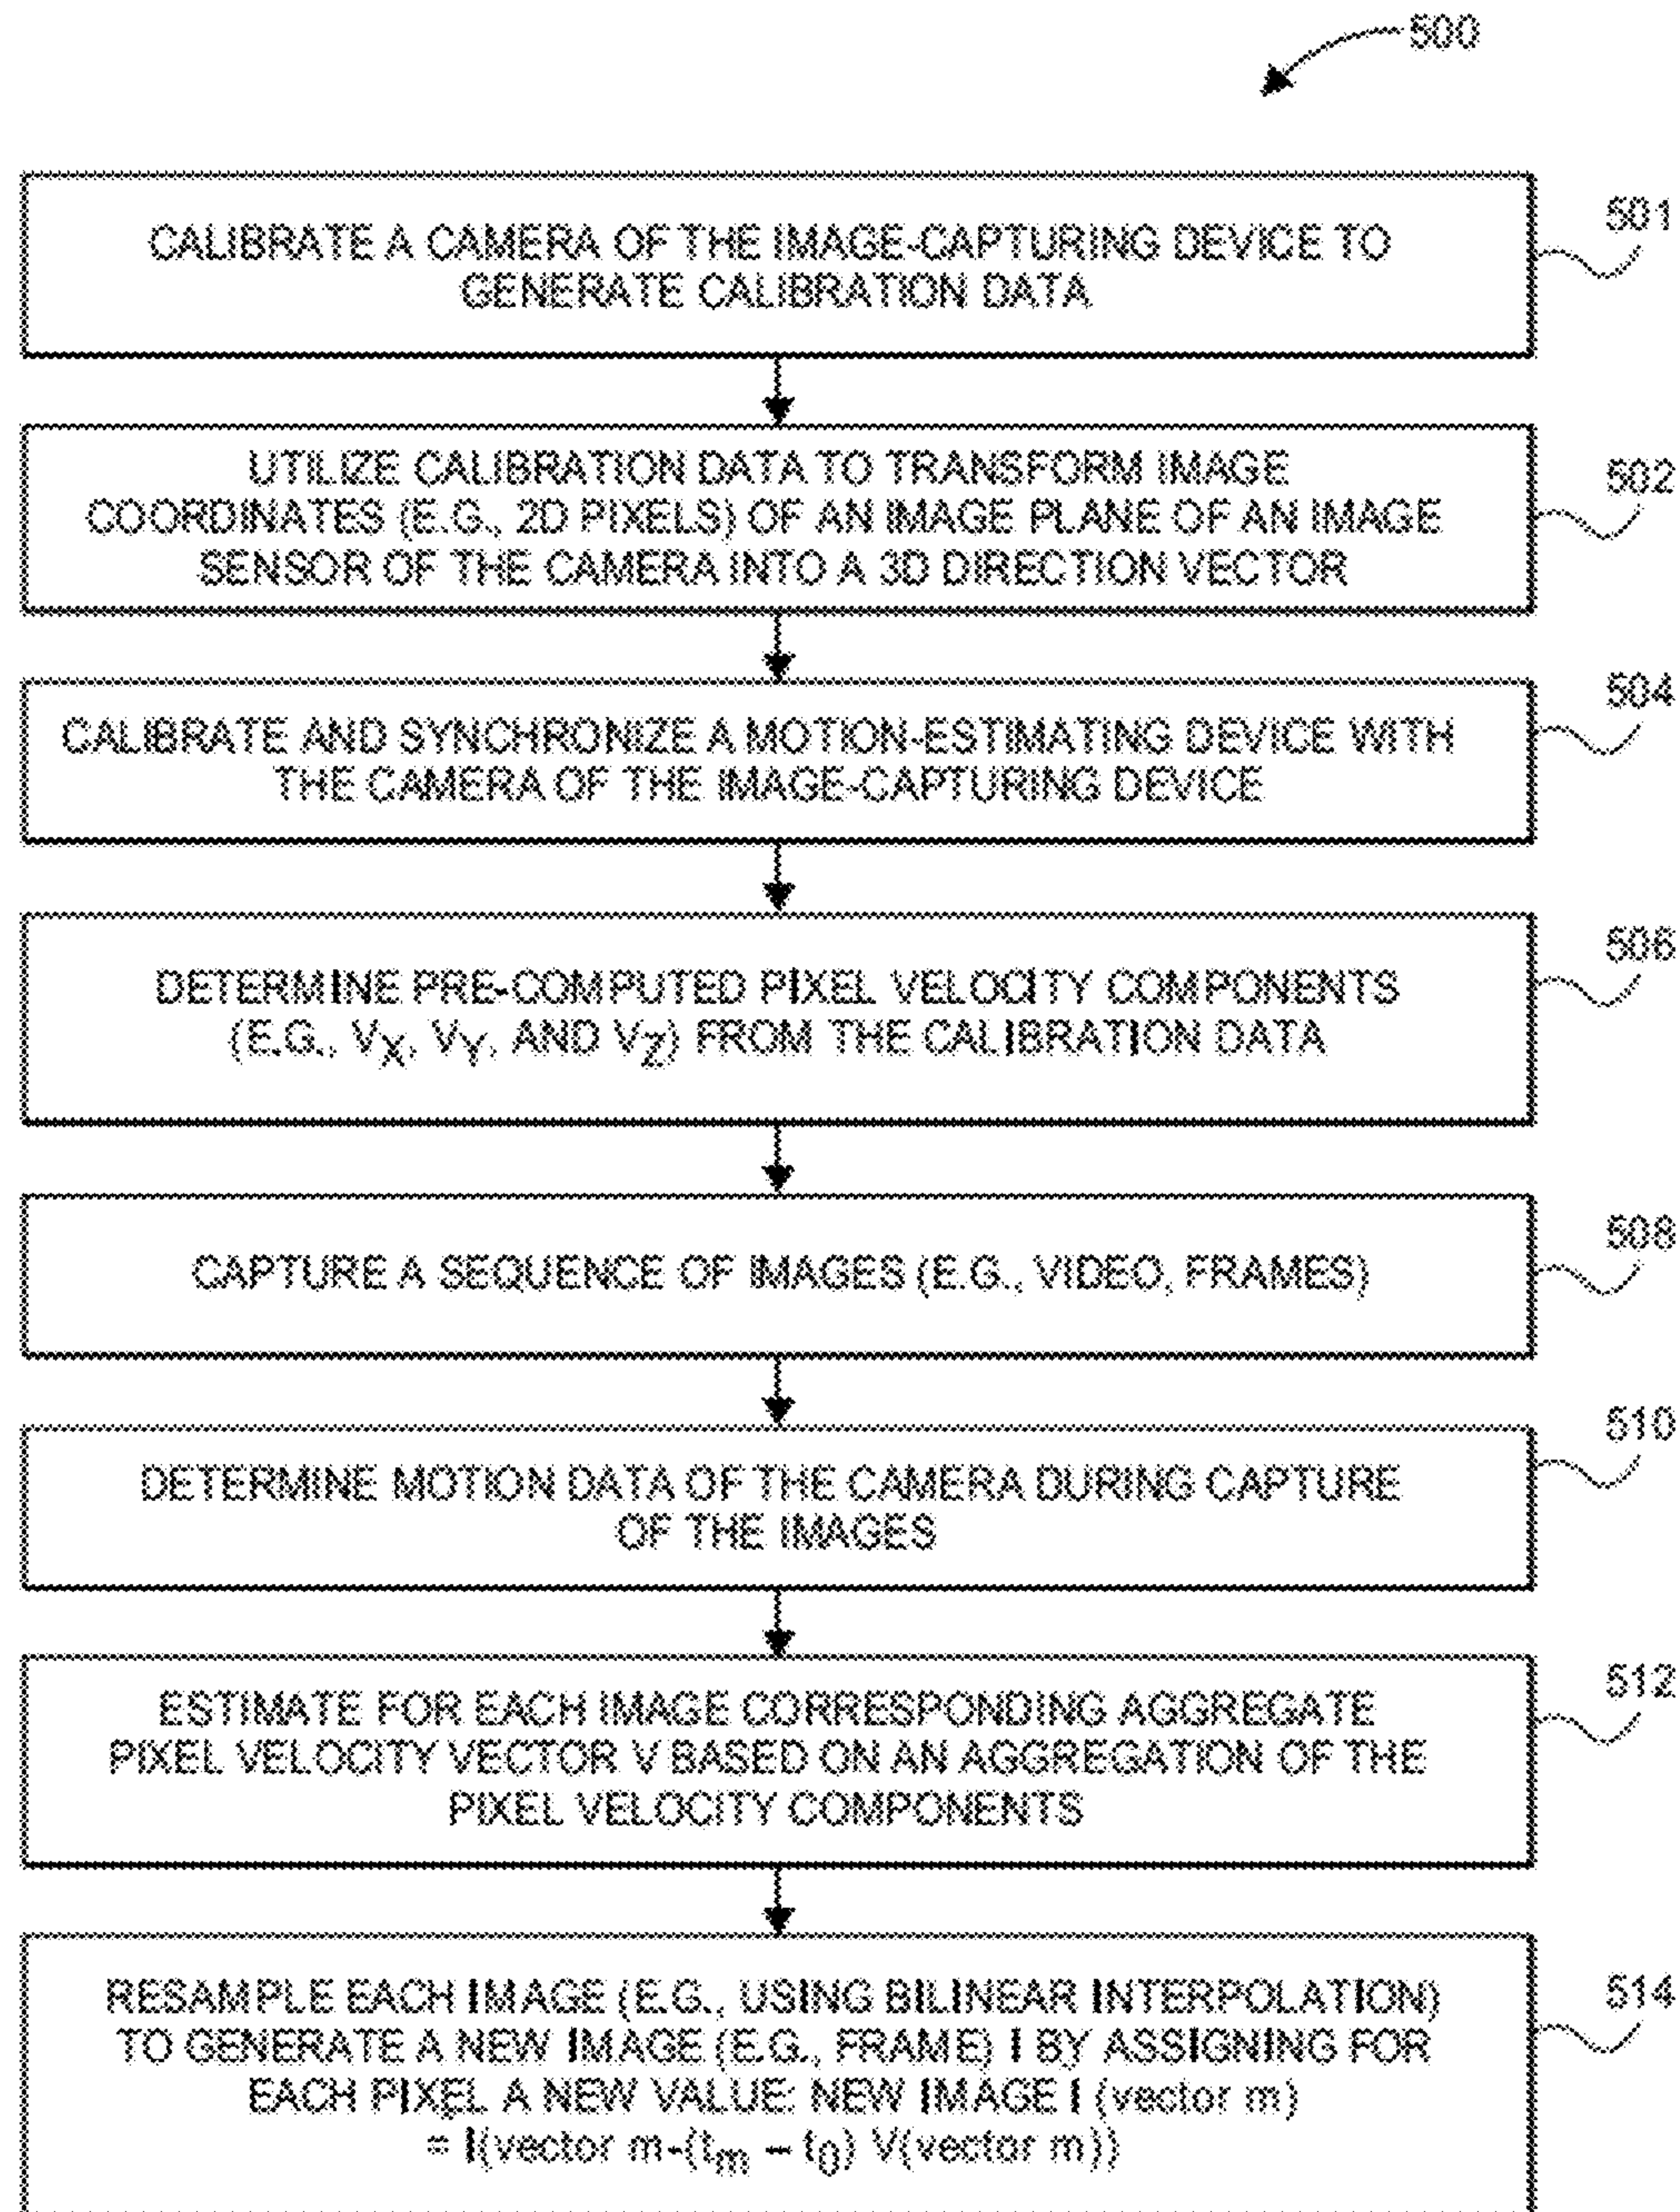 500
CALIBRATE A CAMERA OF THE IMAGE-CAPTURING DEVICE TO
GENERATE CALIBRATION DATA
501
UTILIZE CALIBRATION DATA TO TRANSFORM IMAGE
COORDINATES (E.G., 2D PIXELS) OF AN IMAGE PLANE OF AN IMAGE
SENSOR OF THE CAMERA INTO A 3D DIRECTION VECTOR
502
CALIBRATE AND SYNCHRONIZE A MOTION-ESTIMATING DEVICE WITH
THE CAMERA OF THE IMAGE-CAPTURING DEVICE
504
DETERMINE PRE-COMPUTED PIXEL VELOCITY COMPONENTS
(E.G., VX, VY, AND VZ) FROM THE CALIBRATION DATA
506
CAPTURE A SEQUENCE OF IMAGES (E.G., VIDEO, FRAMES)
508
DETERMINE MOTION DATA OF THE CAMERA DURING CAPTURE
OF THE IMAGES
510
ESTIMATE FOR EACH IMAGE CORRESPONDING AGGREGATE
PIXEL VELOCITY VECTOR V BASED ON AN AGGREGATION OF THE
PIXEL VELOCITY COMPONENTS
512
RESAMPLE EACH IMAGE (E.G., USING BILINEAR INTERPOLATION)
TO GENERATE A NEW IMAGE (E.G., FRAME) I BY ASSIGNING FOR
EACH PIXEL A NEW VALUE: NEW IMAGE I (vector m)
= I(vector m-(tm – t0) V(vector m))
514